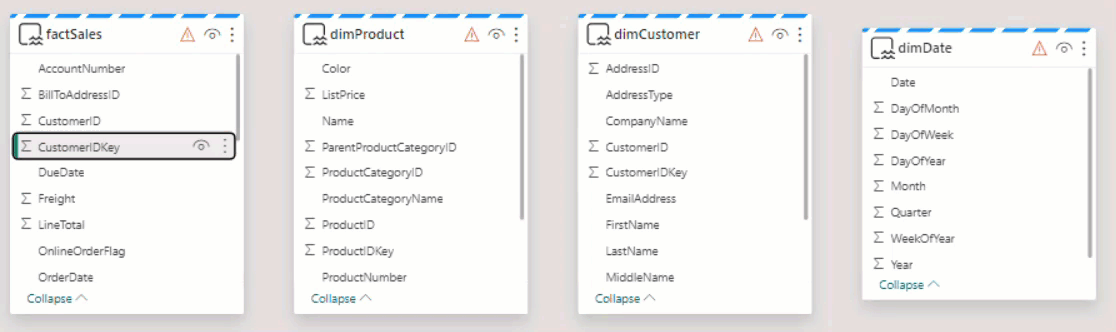 factSales
AccountNumber
Σ BillToAddressID
Σ CustomerID
Σ CustomerIDKey
DueDate
Σ Freight
Σ LineTotal
OnlineOrderFlag
OrderDate
Collapse
dimProduct
Color
Σ ListPrice
Name
Σ ParentProductCategoryID
Σ ProductCategoryID
ProductCategoryName
Σ ProductID
Σ ProductIDKey
ProductNumber
Collapse
dimCustomer
Σ AddressID
AddressType
CompanyName
Σ CustomerID
Σ CustomerIDKey
EmailAddress
FirstName
LastName
MiddleName
Collapse
dimDate
Date
Σ DayOfMonth
Σ DayOfWeek
Σ DayOfYear
Σ Month
Σ Quarter
Σ WeekOfYear
Σ Year
Collapse